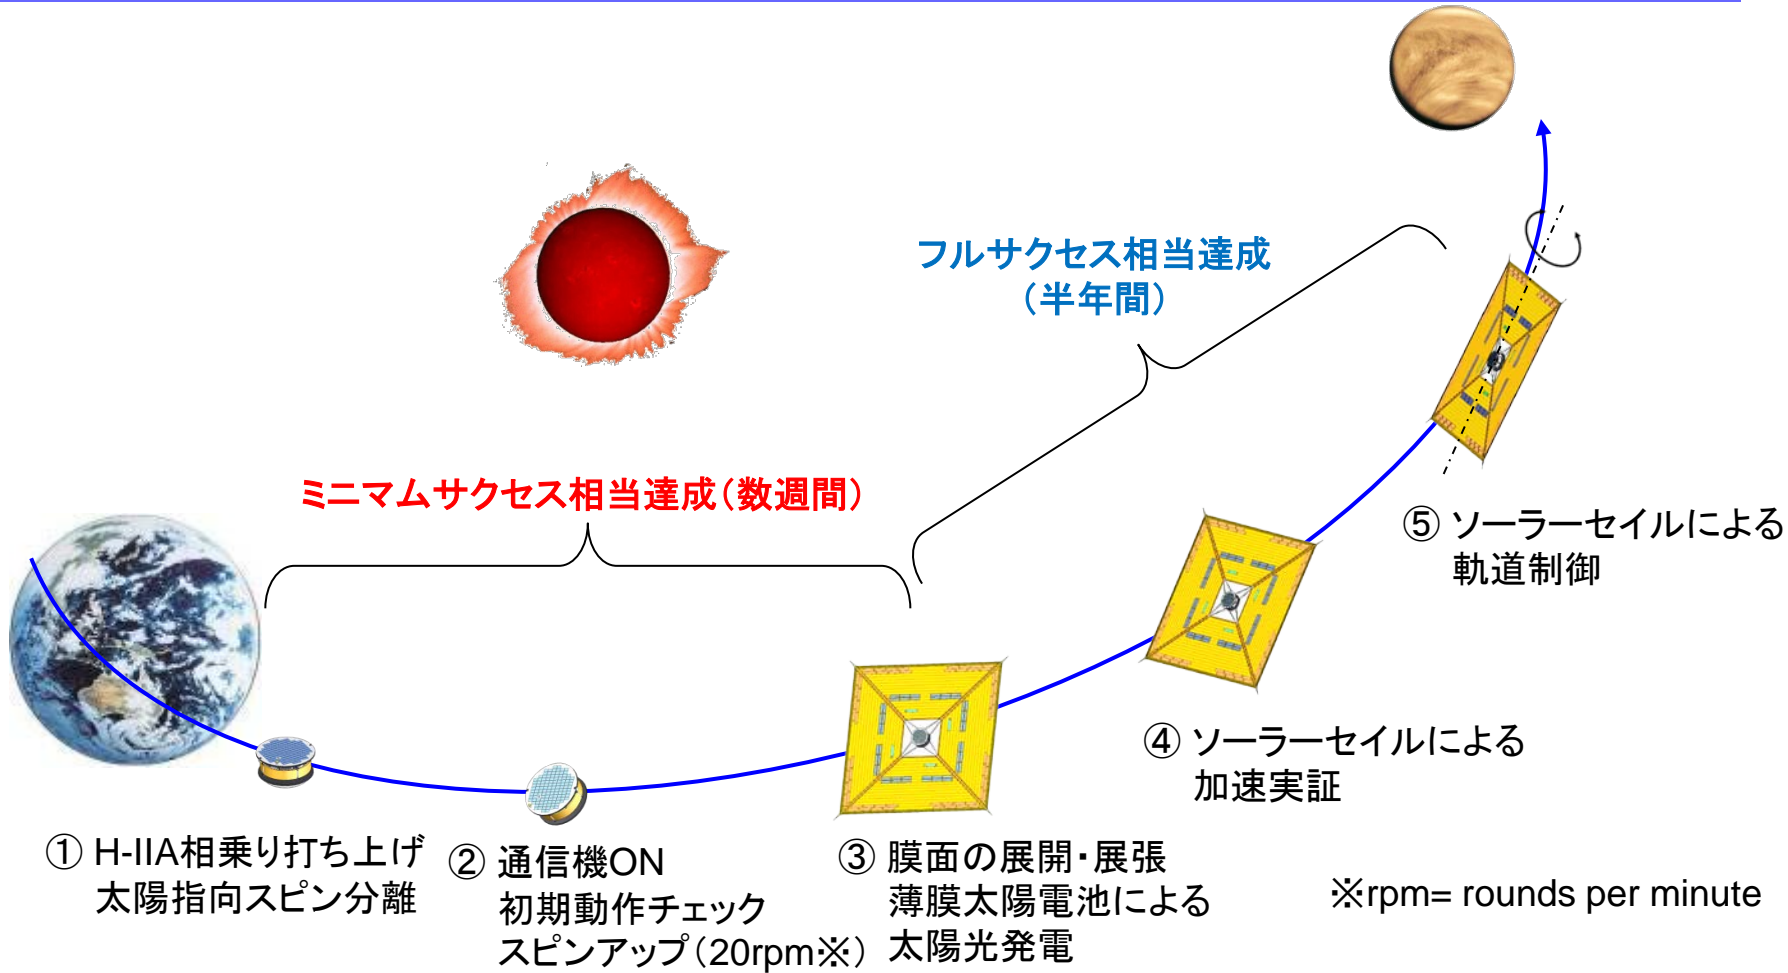 フルサクセス相当達成
（半年間）
ミニマムサクセス相当達成（数週間）
① H-IIA相乗り打ち上げ
太陽指向スピン分離
② 通信機ON
初期動作チェック
スピンアップ（20rpm※）
③ 膜面の展開・展張
薄膜太陽電池による
太陽光発電
④ ソーラーセイルによる
加速実証
⑤ ソーラーセイルによる
軌道制御
※rpm= rounds per minute